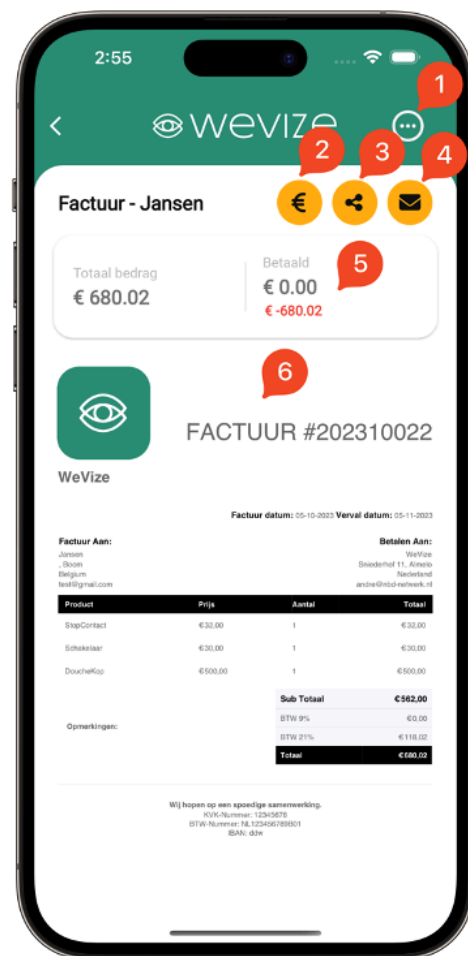 2:55
1
wevize
2
3
4
€
Factuur - Jansen
Totaal bedrag
€ 680.02
Betaald
€ 0.00
€ -680.02
5
6
FACTUUR #202310022
WeVize
Factuur datum: 05-10-2023 Verval datum: 05-11-2023
Factuur Aan:
Jansen
, Boom
Belgium
test@gmail.com
Betalen Aan:
WeVize
Sniederhof 11, Almelo
Nederland
andre@nbd-netwerk.nl
Product Prijs Aantal Totaal
StopContact €32,00 1 €32,00
Schakelaar €30,00 1 €30,00
DoucheKop €500,00 1 €500,00
Sub Totaal €562,00
BTW 9% €0,00
Opmerkingen:
BTW 21% €118,02
Totaal €680,02
Wij hopen op een spoedige samenwerking.
KVK-Nummer: 12345678
BTW-Nummer: NL123456789B01
IBAN: ddw